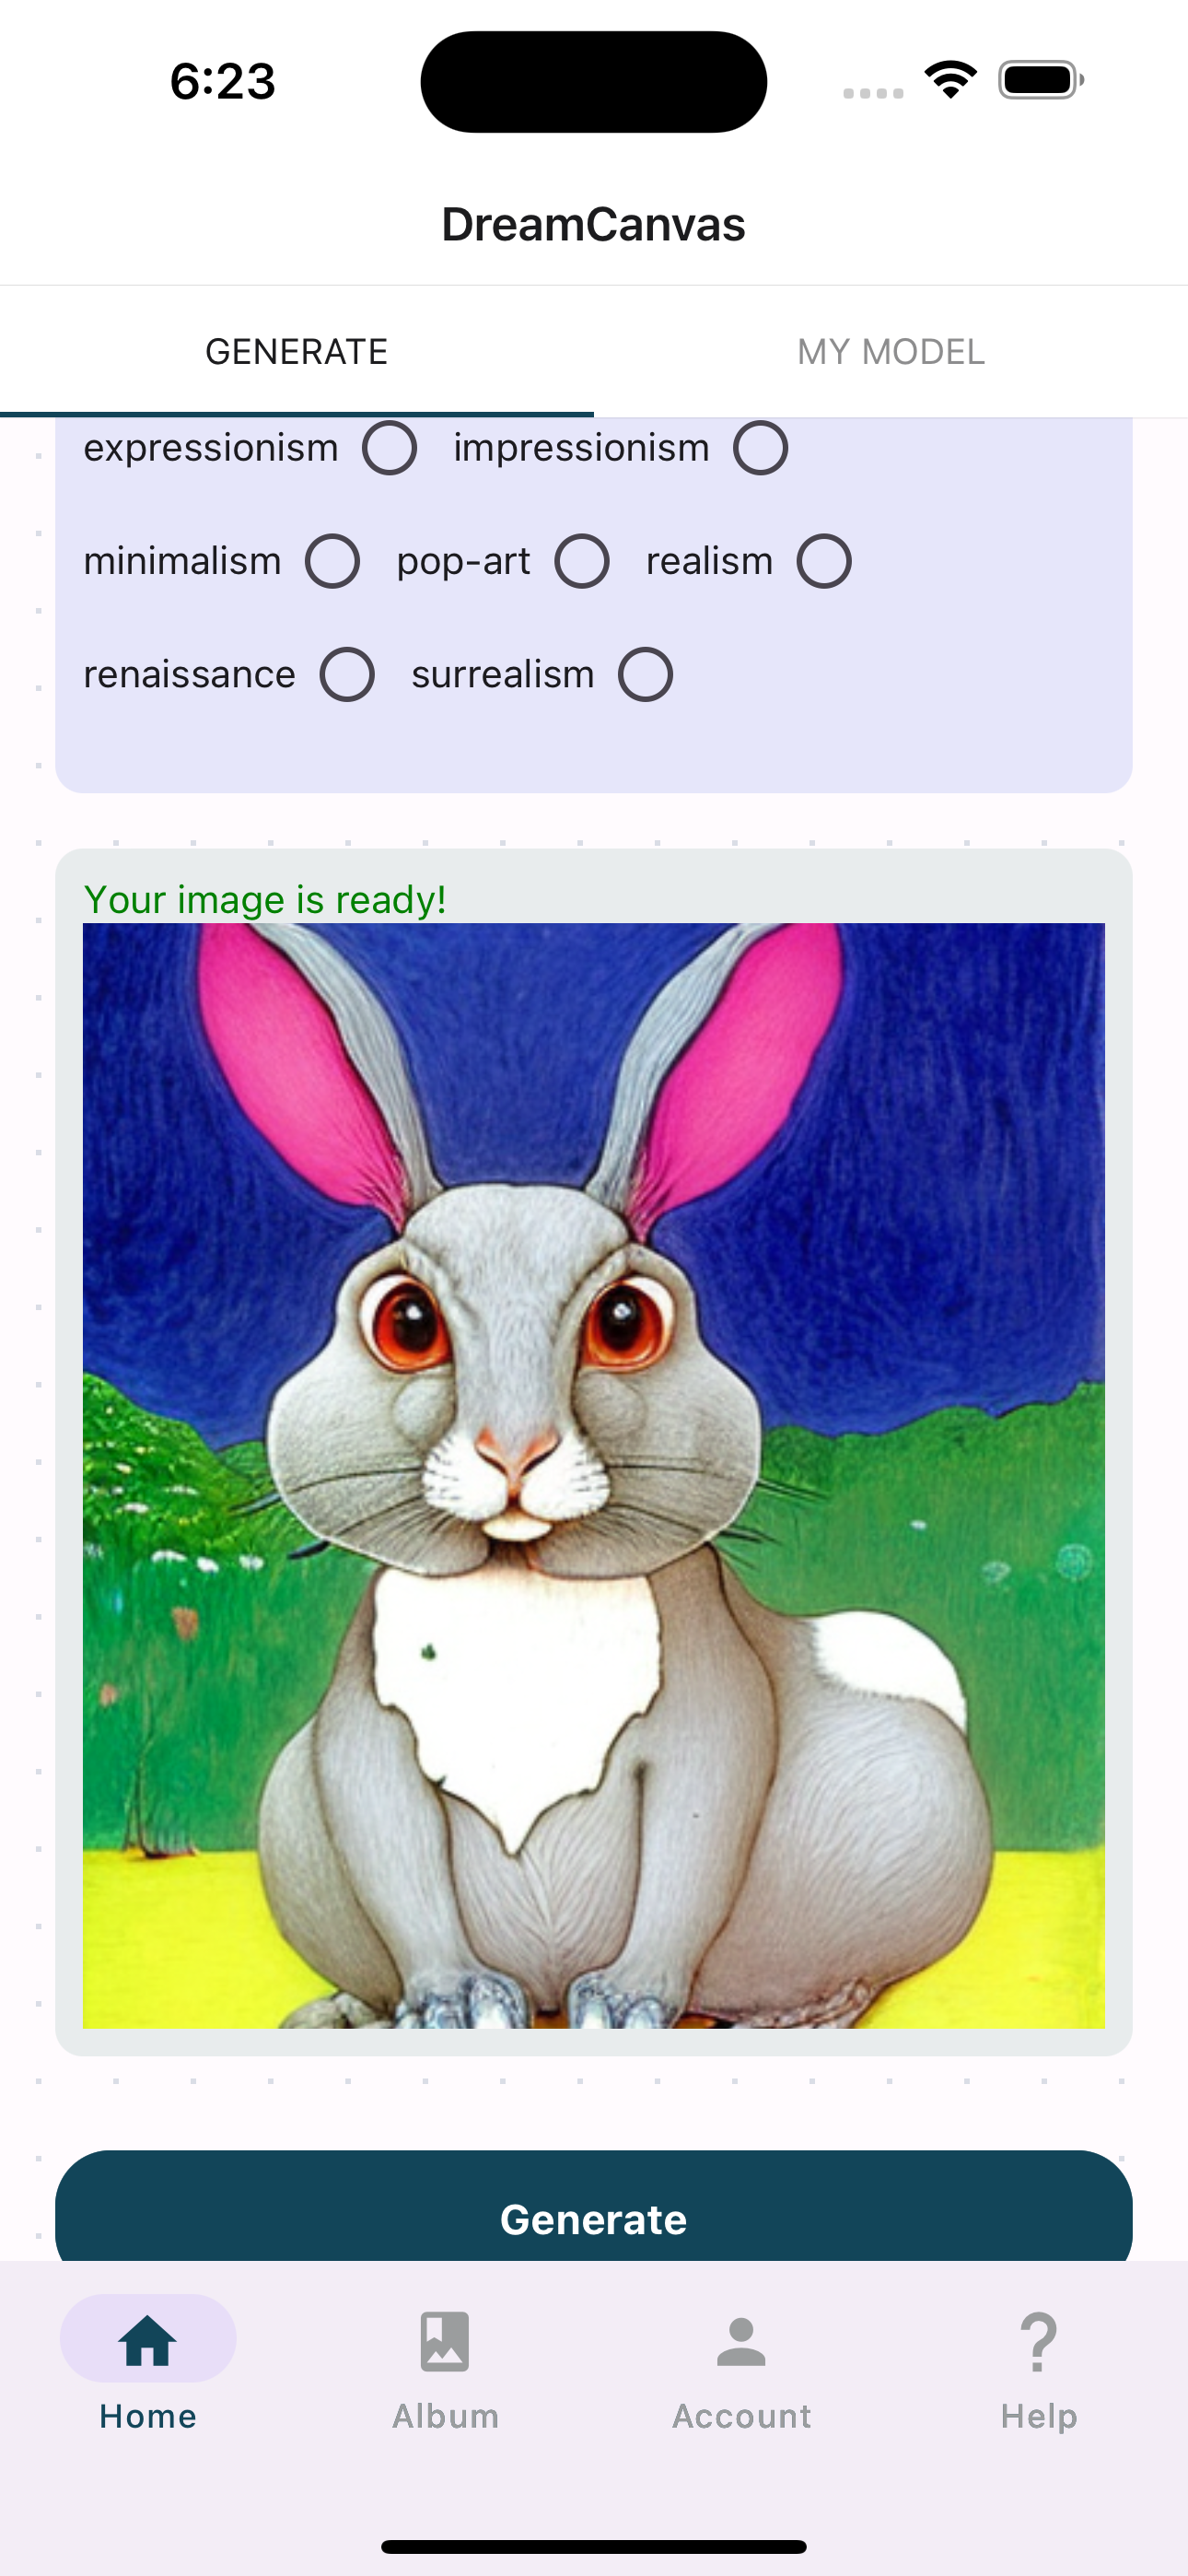 6:23
DreamCanvas
GENERATE MY MODEL
expressionism impressionism
minimalism pop-art realism
renaissance surrealism
Your image is ready!
Generate
Home Album Account Help